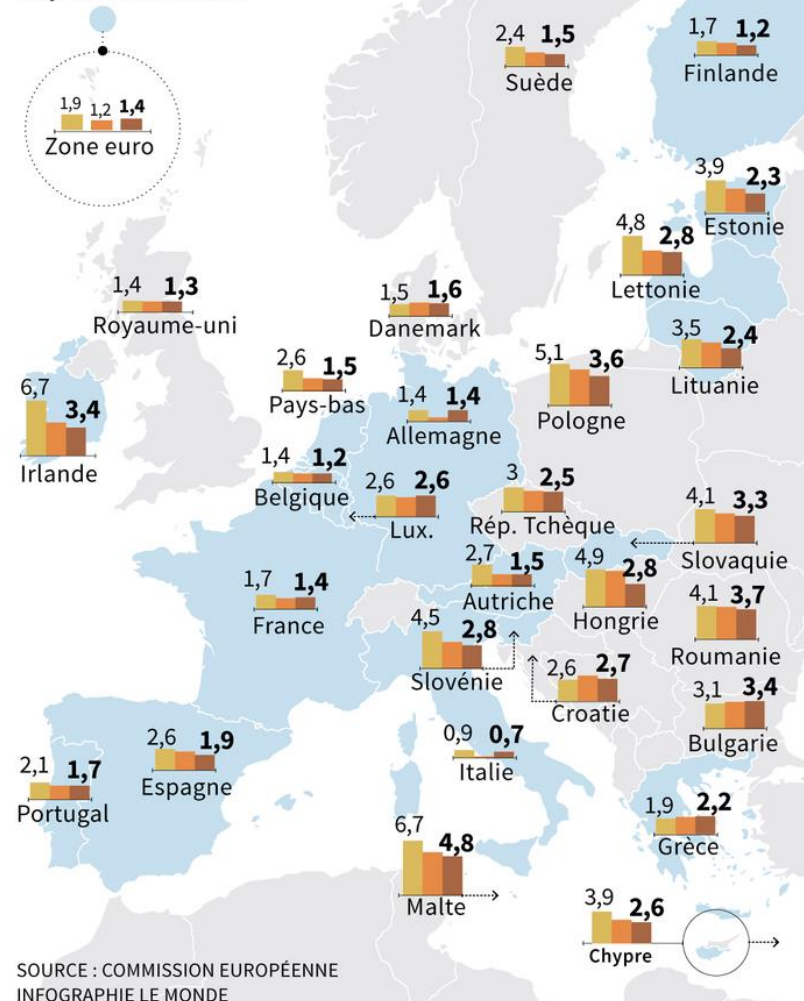 2,4 1,5
Suède
1,7 1,2
Finlande
1,9 1,2 1,4
Zone euro
3,9 2,3
Estonie
4,8 2,8
Lettonie
1,4 1,3
Royaume-uni
1,5 1,6
Danemark
3,5 2,4
Lituanie
2,6 1,5
Pays-bas
5,1 3,6
Pologne
6,7 3,4
Irlande
1,4 1,4
Allemagne
1,4 1,2
Belgique
2,6 2,6
Lux.
3 2,5
Rép. Tchèque
4,1 3,3
Slovaquie
2,7 1,5
Autriche
4,9 2,8
Hongrie
1,7 1,4
France
4,1 3,7
Roumanie
4,5 2,8
Slovénie
2,6 2,7
Croatie
3,1 3,4
Bulgarie
2,1 1,7
Portugal
2,6 1,9
Espagne
0,9 0,7
Italie
1,9 2,2
Grèce
6,7 4,8
Malte
3,9 2,6
Chypre
SOURCE : COMMISSION EUROPÉENNE
INFOGRAPHIE LE MONDE